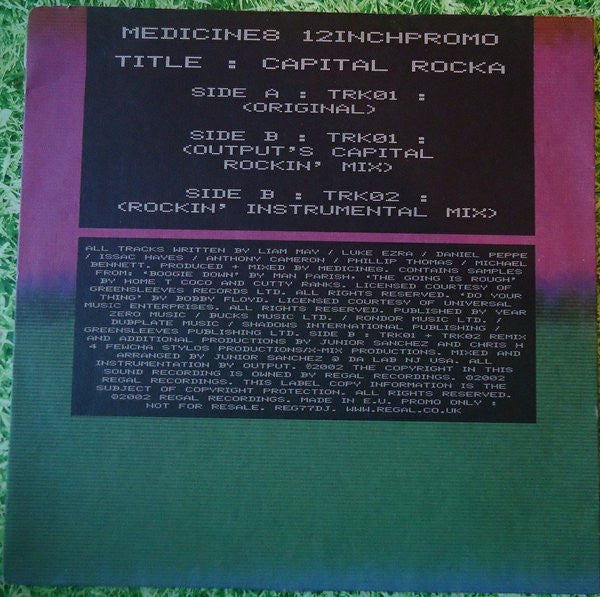 MEDICINE8 12INCHPROMO
TITLE : CAPITAL ROCKA
SIDE A : TRK01 :
(ORIGINAL)
SIDE B : TRK01 :
(OUTPUT'S CAPITAL
ROCKIN' MIX)
SIDE B : TRK02 :
(ROCKIN' INSTRUMENTAL MIX)
ALL TRACKS WRITTEN BY LIAM MAY / LUKE EZRA / DANIEL PEPPE
/ ISSAC HAYES / ANTHONY CAMERON / PHILLIP THOMAS / MICHAEL
BENNETT. PRODUCED + MIXED BY MEDICINE8. CONTAINS SAMPLES
FROM: 'BOOGIE DOWN' BY MAN PARISH. 'THE GOING IS ROUGH'
BY HOME T COCO AND CUTTY RANKS. LICENSED COURTESY OF
GREENSLEEVES RECORDS LTD. ALL RIGHTS RESERVED. 'DO YOUR
THING' BY BOBBY FLOYD. LICENSED COURTESY OF UNIVERSAL
MUSIC ENTERPRISES. ALL RIGHTS RESERVED. PUBLISHED BY YEAR
ZERO MUSIC / BUCKS MUSIC LTD. / RONDOR MUSIC LTD. /
DUBPLATE MUSIC / SHADOWS INTERNATIONAL PUBLISHING /
GREENSLEEVES PUBLISHING LTD. SIDE B : TRK01 + TRK02 REMIX
AND ADDITIONAL PRODUCTIONS BY JUNIOR SANCHEZ AND CHRIS H
4 FEWCHA STYLOS PRODUCTIONS/X-MIX PRODUCTIONS. MIXED AND
ARRANGED BY JUNIOR SANCHEZ @ DA LAB NJ USA. ALL
INSTRUMENTATION BY OUTPUT. ©2002 THE COPYRIGHT IN THIS
SOUND RECORDING IS OWNED BY REGAL RECORDINGS. ©2002
REGAL RECORDINGS. THIS LABEL COPY INFORMATION IS THE
SUBJECT OF COPYRIGHT PROTECTION. ALL RIGHTS RESERVED.
©2002 REGAL RECORDINGS. MADE IN E.U. PROMO ONLY :
NOT FOR RESALE. REG77DJ. WWW.REGAL.CO.UK